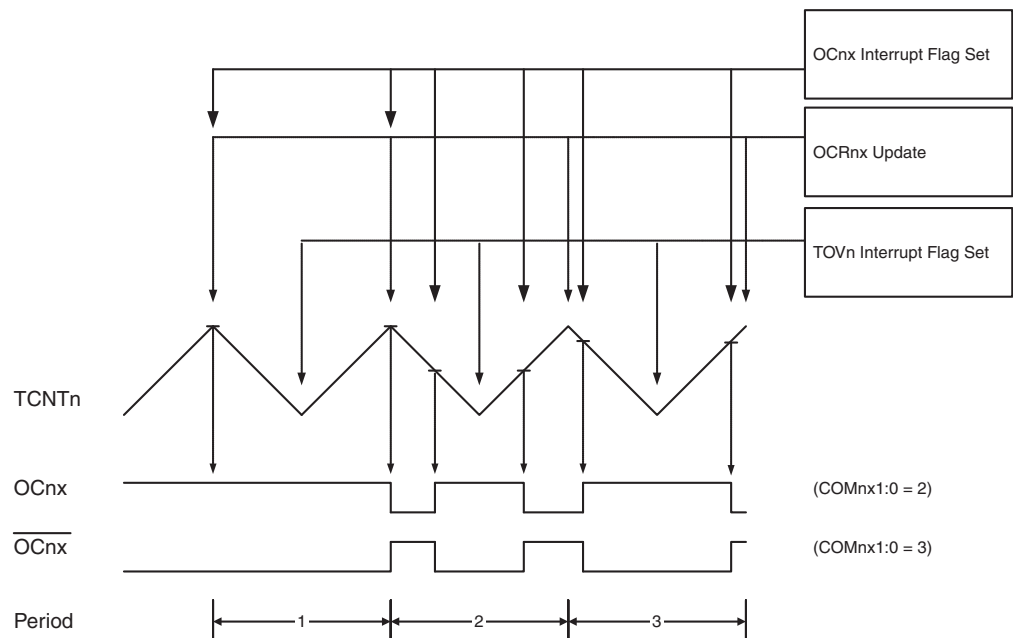 OCnx Interrupt Flag Set
OCRnx Update
TOVn Interrupt Flag Set
TCNTn
OCnx
(COMnx1:0 = 2)
OCnx
(COMnx1:0 = 3)
Period
1
2
3